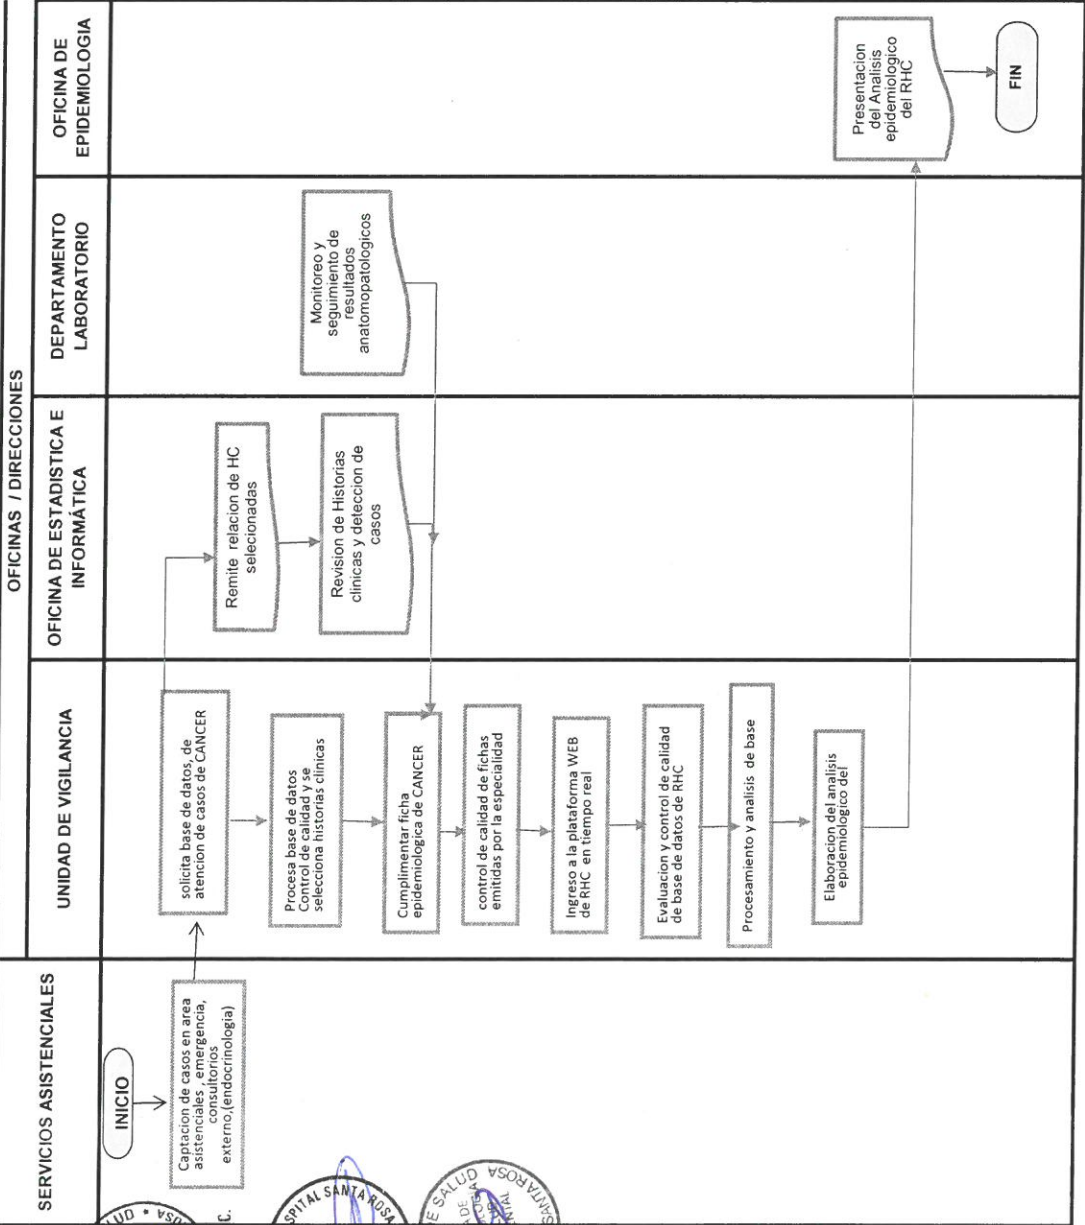 OFICINAS / DIRECCIONES
SERVICIOS ASISTENCIALES
UNIDAD DE VIGILANCIA
OFICINA DE ESTADISTICA E
INFORMÁTICA
DEPARTAMENTO
LABORATORIO
OFICINA DE
EPIDEMIOLOGIA
INICIO
Captacion de casos en area
asistenciales , emergencia,
consultorios
externo,(endocrinologia)
solicita base de datos, de
atencion de casos de CANCER
Remite relacion de HC
selecionadas
Procesa base de datos
Control de calidad y se
selecciona historias clinicas
Revision de Historias
clinicas y deteccion de
casos
Monitoreo y
seguimiento de
resultados
anatomopatologicos
Cumplimentar ficha
epidemiologica de CANCER
control de calidad de fichas
emitidas por la especialidad
Ingreso a la plataforma WEB
de RHC en tiempo real
Evaluacion y control de calidad
de base de datos de RHC
Procesamiento y analisis de base
Elaboracion del analisis
epidemiologico del
Presentacion
del Analisis
epidemiologico
del RHC
FIN
C.
SANTA ROSA
DE SALUD
SANTA ROSA